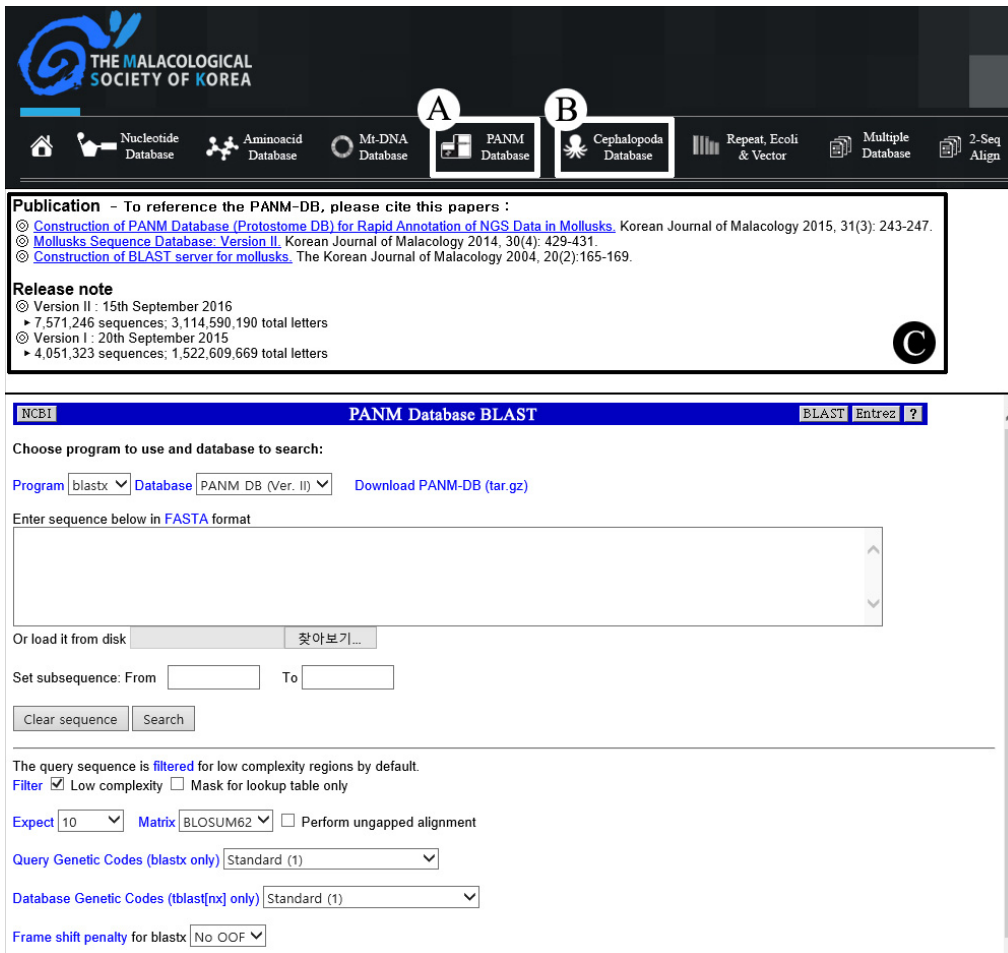 THE MALACOLOGICAL
SOCIETY OF KOREA
A
B
Nucleotide Database
Aminoacid Database
Mt-DNA Database
PANM Database
Cephalopoda Database
Repeat, Ecoli & Vector
Multiple Database
2-Seq Align
Publication - To reference the PANM-DB, please cite this papers :
◎ Construction of PANM Database (Protostome DB) for Rapid Annotation of NGS Data in Mollusks. Korean Journal of Malacology 2015, 31(3): 243-247.
◎ Mollusks Sequence Database: Version II. Korean Journal of Malacology 2014, 30(4): 429-431.
◎ Construction of BLAST server for mollusks. The Korean Journal of Malacology 2004, 20(2):165-169.
Release note
◎ Version II : 15th September 2016
▸ 7,571,246 sequences; 3,114,590,190 total letters
◎ Version I : 20th September 2015
▸ 4,051,323 sequences; 1,522,609,669 total letters
C
NCBI PANM Database BLAST BLAST Entrez ?
Choose program to use and database to search:
Program blastx Database PANM DB (Ver. II) Download PANM-DB (tar.gz)
Enter sequence below in FASTA format
Or load it from disk 찾아보기...
Set subsequence: From To
Clear sequence Search
The query sequence is filtered for low complexity regions by default.
Filter Low complexity Mask for lookup table only
Expect 10 Matrix BLOSUM62 Perform ungapped alignment
Query Genetic Codes (blastx only) Standard (1)
Database Genetic Codes (tblast[nx] only) Standard (1)
Frame shift penalty for blastx No OOF